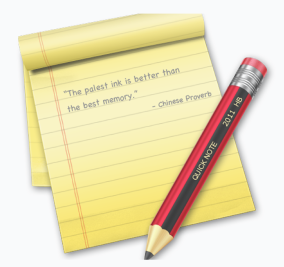 "The palest ink is better than
the best memory."
- Chinese Proverb
QUICK NOTE
2011 HB